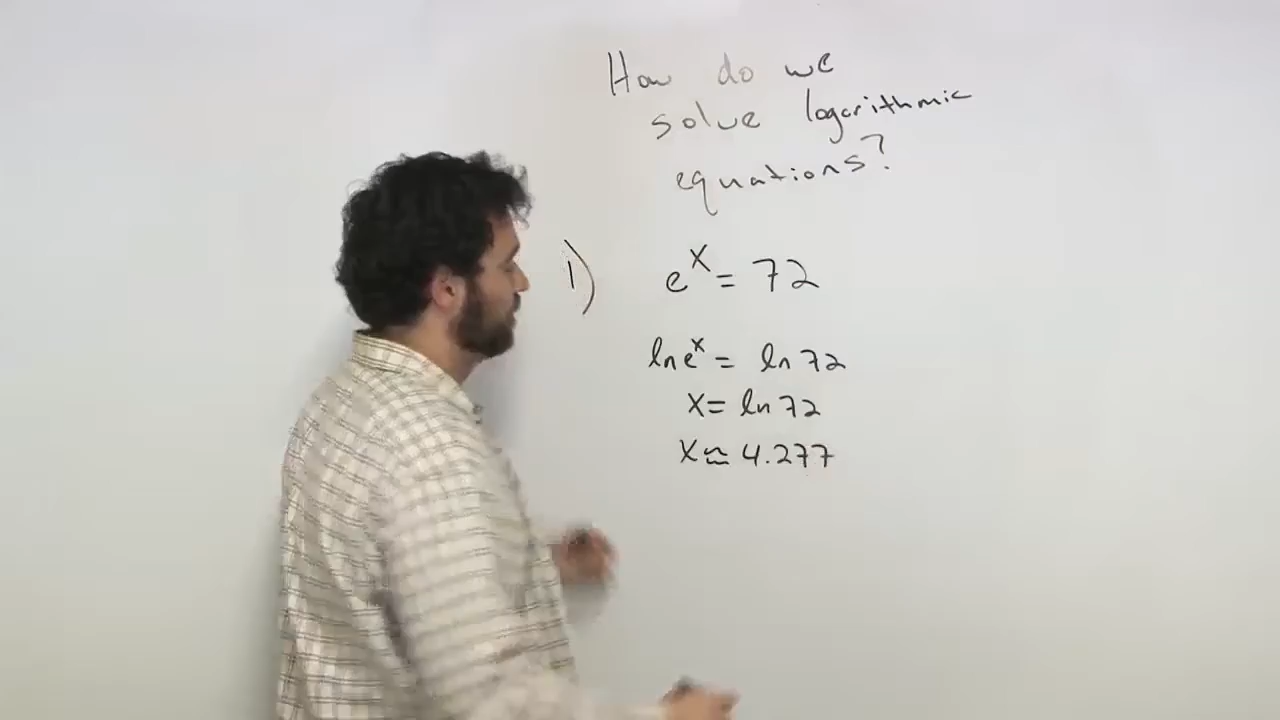 How do we
solve logarithmic
equations?
1) e^x = 72
ln e^x = ln 72
x = ln 72
x ≈ 4.277